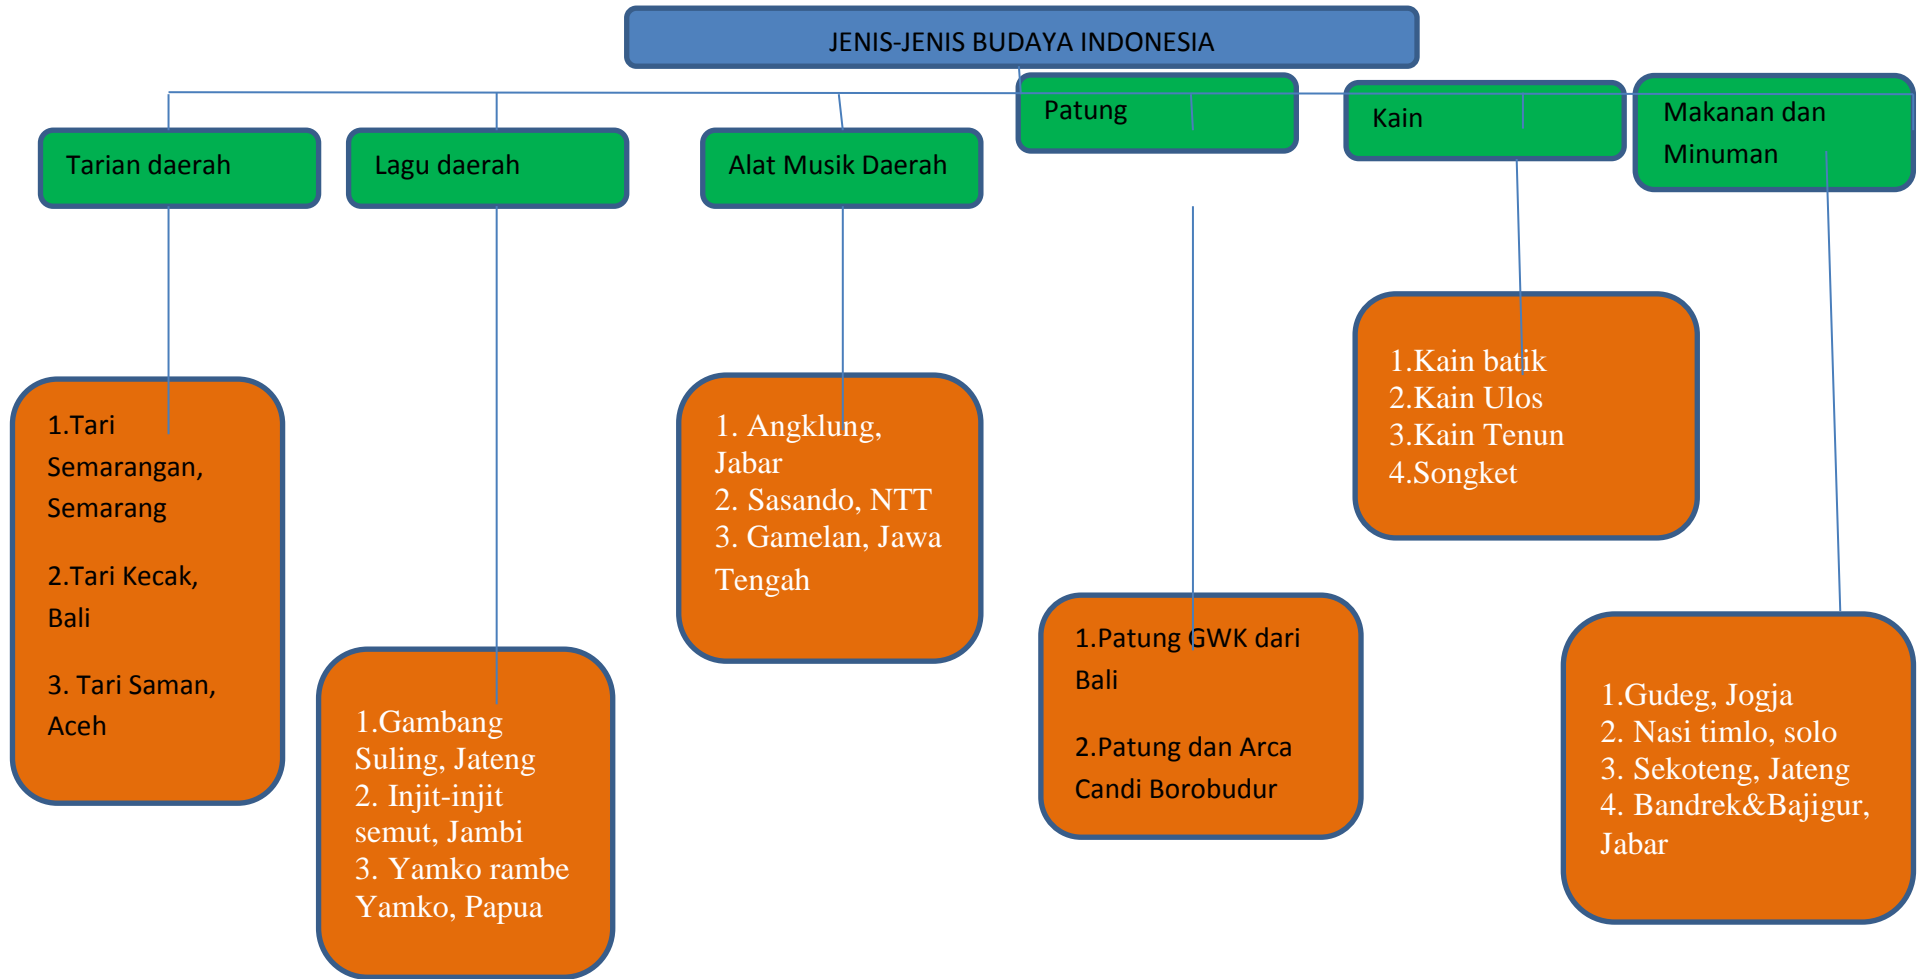 JENIS-JENIS BUDAYA INDONESIA
Tarian daerah
Lagu daerah
Alat Musik Daerah
Patung
Kain
Makanan dan
Minuman
1.Tari
Semarangan,
Semarang
2.Tari Kecak,
Bali
3. Tari Saman,
Aceh
1.Gambang
Suling, Jateng
2. Injit-injit
semut, Jambi
3. Yamko rambe
Yamko, Papua
1. Angklung,
Jabar
2. Sasando, NTT
3. Gamelan, Jawa
Tengah
1.Patung GWK dari
Bali
2.Patung dan Arca
Candi Borobudur
1.Kain batik
2.Kain Ulos
3.Kain Tenun
4.Songket
1.Gudeg, Jogja
2. Nasi timlo, solo
3. Sekoteng, Jateng
4. Bandrek&Bajigur,
Jabar